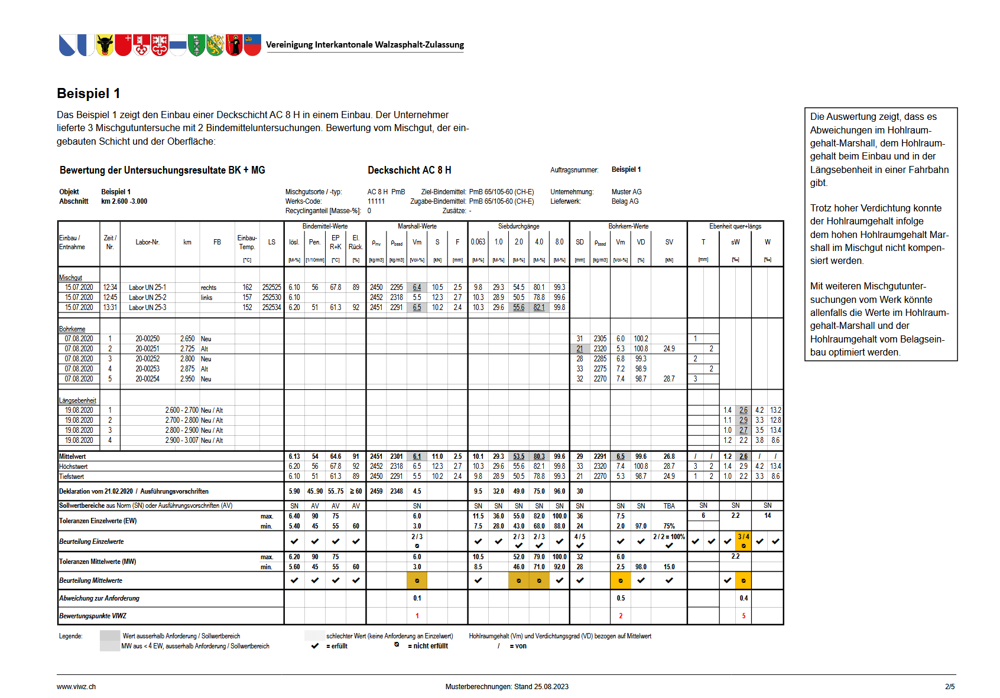 Vereinigung Interkantonale Walzasphalt-Zulassung
Beispiel 1
Das Beispiel 1 zeigt den Einbau einer Deckschicht AC 8 H in einem Einbau. Der Unternehmer
lieferte 3 Mischgutuntersuche mit 2 Bindemitteluntersuchungen. Bewertung vom Mischgut, der ein-
gebauten Schicht und der Oberfläche:
Die Auswertung zeigt, dass es
Abweichungen im Hohlraum-
gehalt-Marshall, dem Hohlraum-
gehalt beim Einbau und in der
Längsebenheit in einer Fahrbahn
gibt.
Trotz hoher Verdichtung konnte
der Hohlraumgehalt infolge
dem hohen Hohlraumgehalt Mar-
shall im Mischgut nicht kompen-
siert werden.
Mit weiteren Mischgutunter-
suchungen vom Werk könnte
allenfalls die Werte im Hohlraum-
gehalt-Marshall und der
Hohlraumgehalt vom Belagsein-
bau optimiert werden.
Bewertung der Untersuchungsresultate BK + MG Deckschicht AC 8 H Auftragsnummer: Beispiel 1
Objekt Beispiel 1 Mischgutsorte / -typ: AC 8 H PmB Ziel-Bindemittel: PmB 65/105-60 (CH-E) Unternehmung: Muster AG
Abschnitt km 2.600 -3.000 Werks-Code: 11111 Zugabe-Bindemittel: PmB 65/105-60 (CH-E) Lieferwerk: Belag AG
Recyclinganteil [Masse-%]: 0 Zusätze: -
Bindemittel-Werte Marshall-Werte Siebdurchgänge Bohrkern-Werte Ebenheit quer+längs
Einbau / Entnahme Zeit / Nr. Labor-Nr. km FB Einbau-Temp. LS lösl. Pen. EP R+K El. Rück. ρmv ρbssd Vm S F 0.063 1.0 2.0 4.0 8.0 SD ρbssd Vm VD SV T sW W
[°C] [M-%] [1/10mm] [°C] [%] [kg/m3] [kg/m3] [Vol-%] [kN] [mm] [M-%] [M-%] [M-%] [M-%] [M-%] [mm] [kg/m3] [Vol-%] [%] [kN] [mm] [‰] [‰]
Mischgut
15.07.2020 12:34 Labor UN 25-1 rechts 162 252525 6.10 56 67.8 89 2450 2295 6.4 10.5 2.5 9.8 29.3 54.5 80.1 99.3
15.07.2020 12:45 Labor UN 25-2 links 157 252530 6.10 2452 2318 5.5 12.3 2.7 10.3 28.9 50.5 78.8 99.6
15.07.2020 13:31 Labor UN 25-3 152 252534 6.20 51 61.3 92 2451 2291 6.5 10.2 2.4 10.3 29.6 55.6 82.1 99.8
Bohrkerne
07.08.2020 1 20-00250 2.650 Neu 31 2305 6.0 100.2 1
07.08.2020 2 20-00251 2.725 Alt 21 2320 5.3 100.8 24.9 2
07.08.2020 3 20-00252 2.800 Neu 28 2285 6.8 99.3 2
07.08.2020 4 20-00253 2.875 Alt 33 2275 7.2 98.9 2
07.08.2020 5 20-00254 2.950 Neu 32 2270 7.4 98.7 28.7 3
Längsebenheit
19.08.2020 1 2.600 - 2.700 Neu / Alt 1.4 2.6 4.2 13.2
19.08.2020 2 2.700 - 2.800 Neu / Alt 1.1 2.9 3.3 12.8
19.08.2020 3 2.800 - 2.900 Neu / Alt 1.0 2.7 3.5 13.4
19.08.2020 4 2.900 - 3.007 Neu / Alt 1.2 2.2 3.8 8.6
Mittelwert 6.13 54 64.6 91 2451 2301 6.1 11.0 2.5 10.1 29.3 53.5 80.3 99.6 29 2291 6.5 99.6 26.8 / / 1.2 2.6 / /
Höchstwert 6.20 56 67.8 92 2452 2318 6.5 12.3 2.7 10.3 29.6 55.6 82.1 99.8 33 2320 7.4 100.8 28.7 3 2 1.4 2.9 4.2 13.4
Tiefstwert 6.10 51 61.3 89 2450 2291 5.5 10.2 2.4 9.8 28.9 50.5 78.8 99.3 21 2270 5.3 98.7 24.9 1 2 1.0 2.2 3.3 8.6
Deklaration vom 21.02.2020 / Ausführungsvorschriften 5.90 45..90 55..75 ≥ 60 2459 2348 4.5 9.5 32.0 49.0 75.0 96.0 30
Sollwertbereiche aus Norm (SN) oder Ausführungsvorschriften (AV) SN AV AV AV SN SN SN SN SN SN SN SN SN TBA SN SN SN
Toleranzen Einzelwerte (EW) max. 6.40 90 75 6.0 11.5 36.0 55.0 82.0 100.0 36 7.5 6 2.2 14
min. 5.40 45 55 60 3.0 7.5 28.0 43.0 68.0 88.0 24 2.0 97.0 75%
Beurteilung Einzelwerte ✔ ✔ ✔ ✔ 2 / 3 ⦰ ✔ ✔ 2 / 3 ✔ 2 / 3 ✔ ✔ 4 / 5 ✔ ✔ ✔ 2 / 2 = 100% ✔ ✔ ✔ ✔ 3 / 4 ⦰ ✔ ✔
Toleranzen Mittelwerte (MW) max. 6.20 90 75 6.0 10.5 52.0 79.0 100.0 32 6.0 2.2
min. 5.60 45 55 60 3.0 8.5 46.0 71.0 92.0 28 2.5 98.0 15.0
Beurteilung Mittelwerte ✔ ✔ ✔ ✔ ⦰ ✔ ⦰ ⦰ ✔ ✔ ⦰ ✔ ✔ ✔ ⦰
Abweichung zur Anforderung 0.1 0.5 0.4
Bewertungspunkte VIWZ 1 2 5
Legende: Wert ausserhalb Anforderung / Sollwertbereich schlechter Wert (keine Anforderung an Einzelwert) Hohlraumgehalt (Vm) und Verdichtungsgrad (VD) bezogen auf Mittelwert
MW aus < 4 EW, ausserhalb Anforderung / Sollwertbereich ✔ = erfüllt ⦰ = nicht erfüllt / = von
www.viwz.ch Musterberechnungen: Stand 25.08.2023 2/5